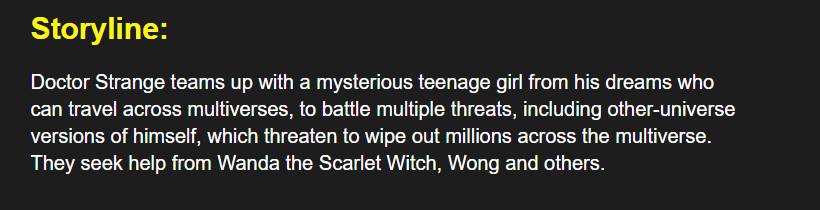 Storyline:
Doctor Strange teams up with a mysterious teenage girl from his dreams who
can travel across multiverses, to battle multiple threats, including other-universe
versions of himself, which threaten to wipe out millions across the multiverse.
They seek help from Wanda the Scarlet Witch, Wong and others.